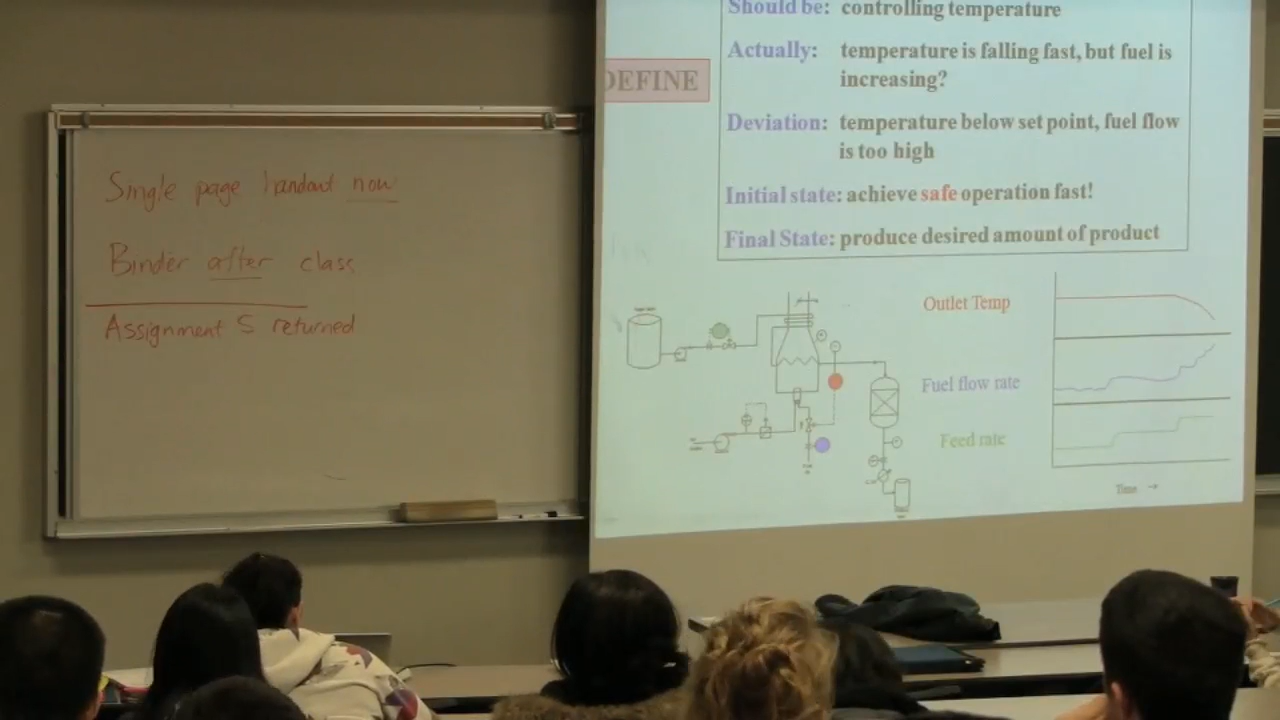 Single page handout now
Binder after class
Assignment 5 returned
DEFINE
Should be: controlling temperature
Actually: temperature is falling fast, but fuel is
increasing?
Deviation: temperature below set point, fuel flow
is too high
Initial state: achieve safe operation fast!
Final State: produce desired amount of product
Outlet Temp
Fuel flow rate
Feed rate
Time →